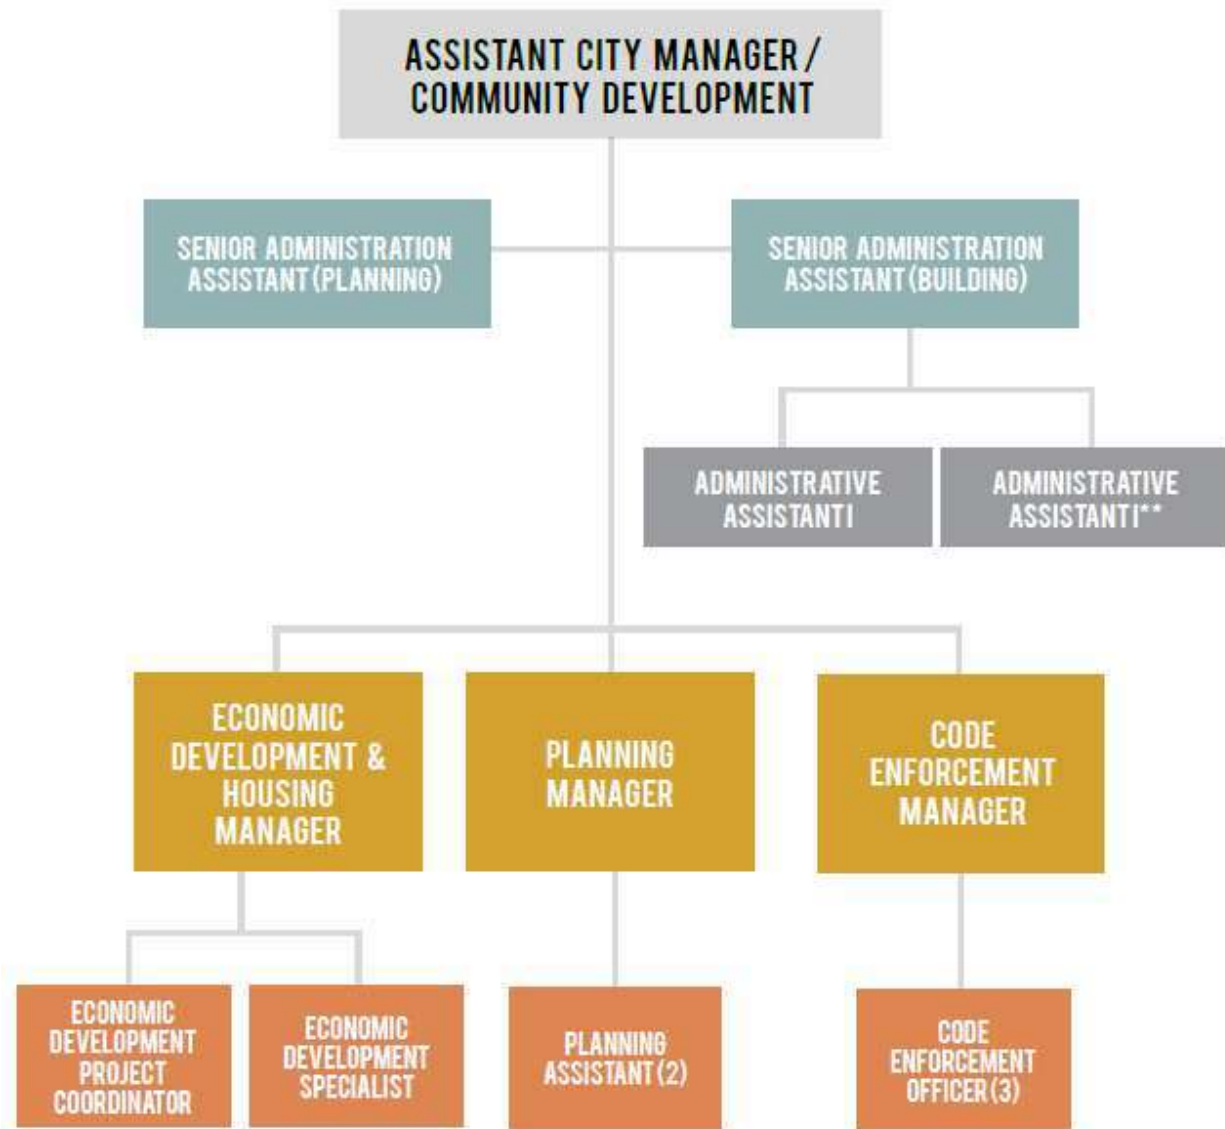 ASSISTANT CITY MANAGER /
COMMUNITY DEVELOPMENT
SENIOR ADMINISTRATION
ASSISTANT (PLANNING)
SENIOR ADMINISTRATION
ASSISTANT (BUILDING)
ADMINISTRATIVE
ASSISTANT I
ADMINISTRATIVE
ASSISTANT I**
ECONOMIC
DEVELOPMENT &
HOUSING
MANAGER
PLANNING
MANAGER
CODE
ENFORCEMENT
MANAGER
ECONOMIC
DEVELOPMENT
PROJECT
COORDINATOR
ECONOMIC
DEVELOPMENT
SPECIALIST
PLANNING
ASSISTANT (2)
CODE
ENFORCEMENT
OFFICER (3)